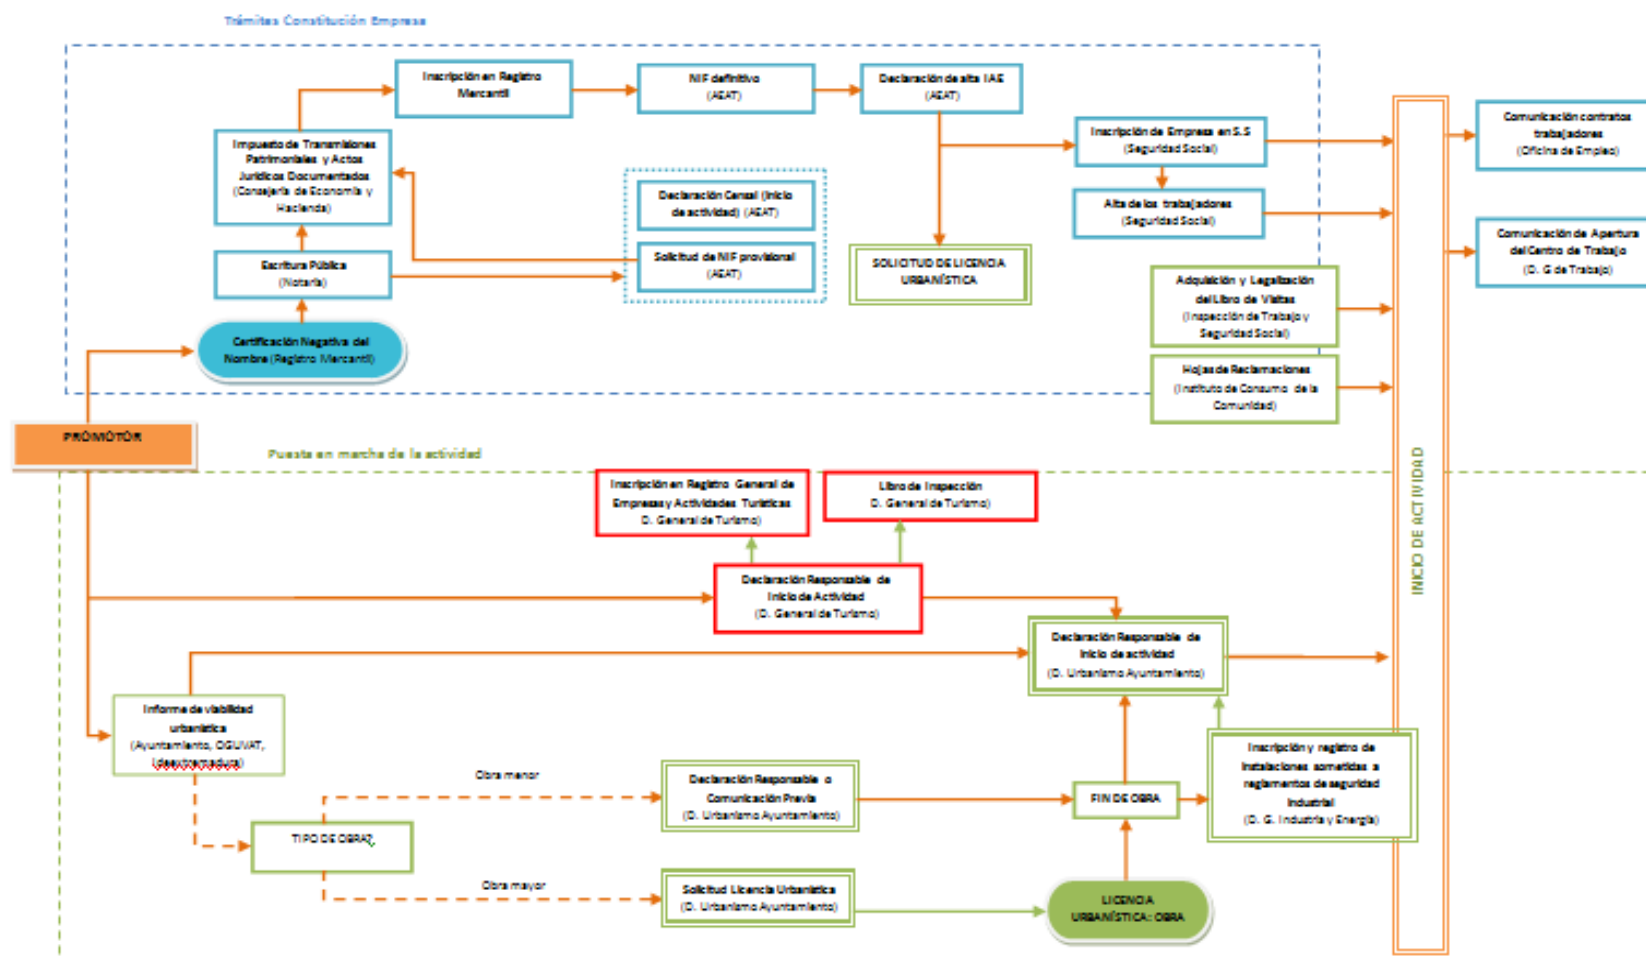 Trámites Constitución Empresa
Inscripción en Registro
Mercantil
NIF definitivo
(AEAT)
Declaración de alta IAE
(AEAT)
Comunicación contratos
trabajadores
(Oficina de Empleo)
Impuesto de Transmisiones
Patrimoniales y Actos
Jurídicos Documentados
(Consejería de Economía y
Hacienda)
Inscripción de Empresa en S.S
(Seguridad Social)
Declaración Censal (Inicio
de actividad) (AEAT)
Alta de los trabajadores
(Seguridad Social)
Escritura Pública
(Notaría)
Solicitud de NIF provisional
(AEAT)
SOLICITUD DE LICENCIA
URBANÍSTICA
Comunicación de Apertura
del Centro de Trabajo
(D. G de Trabajo)
Adquisición y Legalización
del Libro de Visitas
(Inspección de Trabajo y
Seguridad Social)
Certificación Negativa del
Nombre (Registro Mercantil)
Hojas de Reclamaciones
(Instituto de Consumo de la
Comunidad)
PROMOTOR
Puesta en marcha de la actividad
INICIO DE ACTIVIDAD
Inscripción en Registro General de
Empresas y Actividades Turísticas
D. General de Turismo)
Libro de Inspección
D. General de Turismo)
Declaración Responsable de
Inicio de Actividad
(D. General de Turismo)
Declaración Responsable de
Inicio de actividad
(D. Urbanismo Ayuntamiento)
Informe de viabilidad
urbanística
(Ayuntamiento, OGUVAT,
Ideextremadura)
Obra menor
Declaración Responsable o
Comunicación Previa
(D. Urbanismo Ayuntamiento)
FIN DE OBRA
Inscripción y registro de
Instalaciones sometidas a
reglamentos de seguridad
Industrial
(D. G. Industria y Energía)
TIPO DE OBRA?
Obra mayor
Solicitud Licencia Urbanística
(D. Urbanismo Ayuntamiento)
LICENCIA
URBANÍSTICA: OBRA